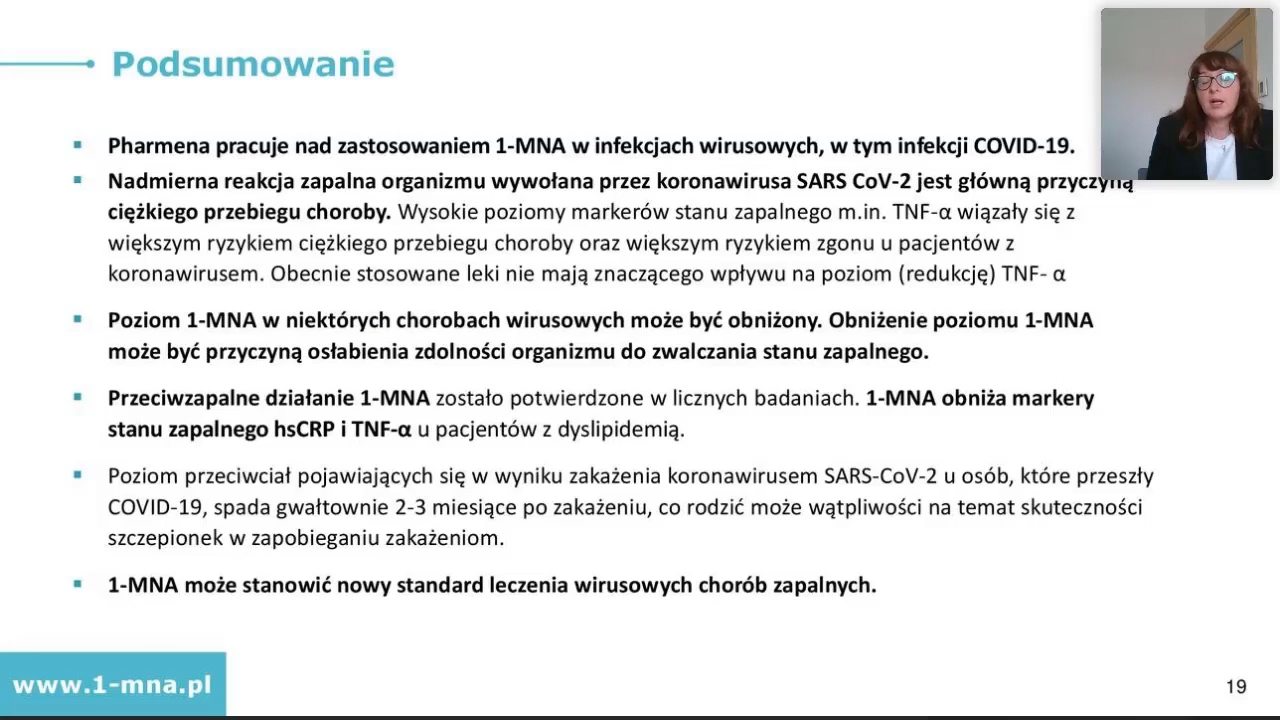 Podsumowanie
▪ Pharmena pracuje nad zastosowaniem 1-MNA w infekcjach wirusowych, w tym infekcji COVID-19.
▪ Nadmierna reakcja zapalna organizmu wywołana przez koronawirusa SARS CoV-2 jest główną przyczyną
ciężkiego przebiegu choroby. Wysokie poziomy markerów stanu zapalnego m.in. TNF-α wiązały się z
większym ryzykiem ciężkiego przebiegu choroby oraz większym ryzykiem zgonu u pacjentów z
koronawirusem. Obecnie stosowane leki nie mają znaczącego wpływu na poziom (redukcję) TNF- α
▪ Poziom 1-MNA w niektórych chorobach wirusowych może być obniżony. Obniżenie poziomu 1-MNA
może być przyczyną osłabienia zdolności organizmu do zwalczania stanu zapalnego.
▪ Przeciwzapalne działanie 1-MNA zostało potwierdzone w licznych badaniach. 1-MNA obniża markery
stanu zapalnego hsCRP i TNF-α u pacjentów z dyslipidemią.
▪ Poziom przeciwciał pojawiających się w wyniku zakażenia koronawirusem SARS-CoV-2 u osób, które przeszły
COVID-19, spada gwałtownie 2-3 miesiące po zakażeniu, co rodzić może wątpliwości na temat skuteczności
szczepionek w zapobieganiu zakażeniom.
▪ 1-MNA może stanowić nowy standard leczenia wirusowych chorób zapalnych.
www.1-mna.pl
19